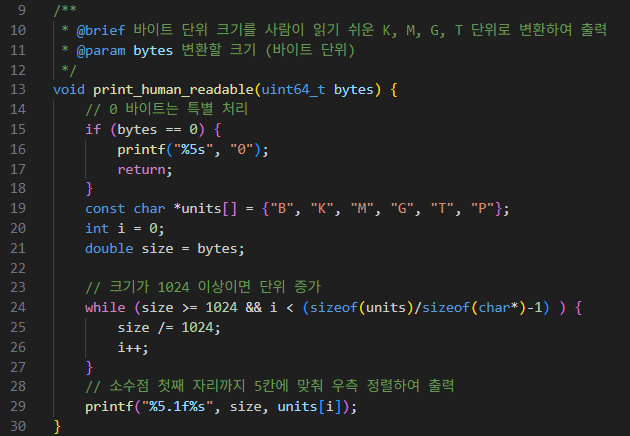 9 /**
10  * @brief 바이트 단위 크기를 사람이 읽기 쉬운 K, M, G, T 단위로 변환하여 출력
11  * @param bytes 변환할 크기 (바이트 단위)
12  */
13 void print_human_readable(uint64_t bytes) {
14     // 0 바이트는 특별 처리
15     if (bytes == 0) {
16         printf("%5s", "0");
17         return;
18     }
19     const char *units[] = {"B", "K", "M", "G", "T", "P"};
20     int i = 0;
21     double size = bytes;
22
23     // 크기가 1024 이상이면 단위 증가
24     while (size >= 1024 && i < (sizeof(units)/sizeof(char*)-1) ) {
25         size /= 1024;
26         i++;
27     }
28     // 소수점 첫째 자리까지 5칸에 맞춰 우측 정렬하여 출력
29     printf("%5.1f%s", size, units[i]);
30 }